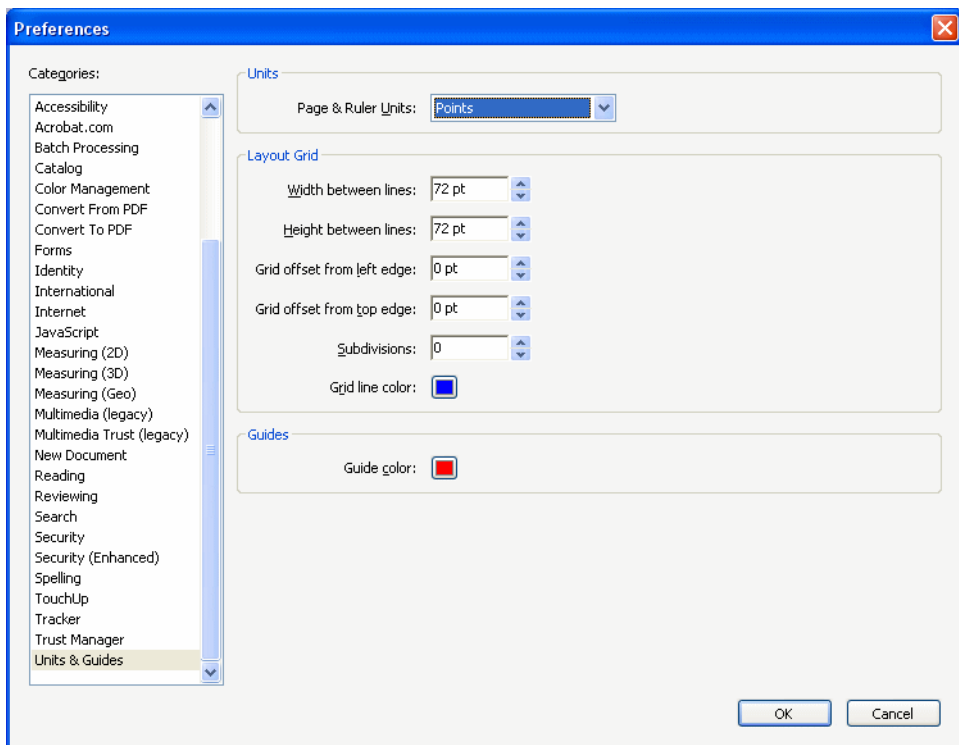 Preferences
Categories:
Accessibility
Acrobat.com
Batch Processing
Catalog
Color Management
Convert From PDF
Convert To PDF
Forms
Identity
International
Internet
JavaScript
Measuring (2D)
Measuring (3D)
Measuring (Geo)
Multimedia (legacy)
Multimedia Trust (legacy)
New Document
Reading
Reviewing
Search
Security
Security (Enhanced)
Spelling
TouchUp
Tracker
Trust Manager
Units & Guides
Units
Page & Ruler Units: Points
Layout Grid
Width between lines: 72 pt
Height between lines: 72 pt
Grid offset from left edge: 0 pt
Grid offset from top edge: 0 pt
Subdivisions: 0
Grid line color:
Guides
Guide color:
OK Cancel